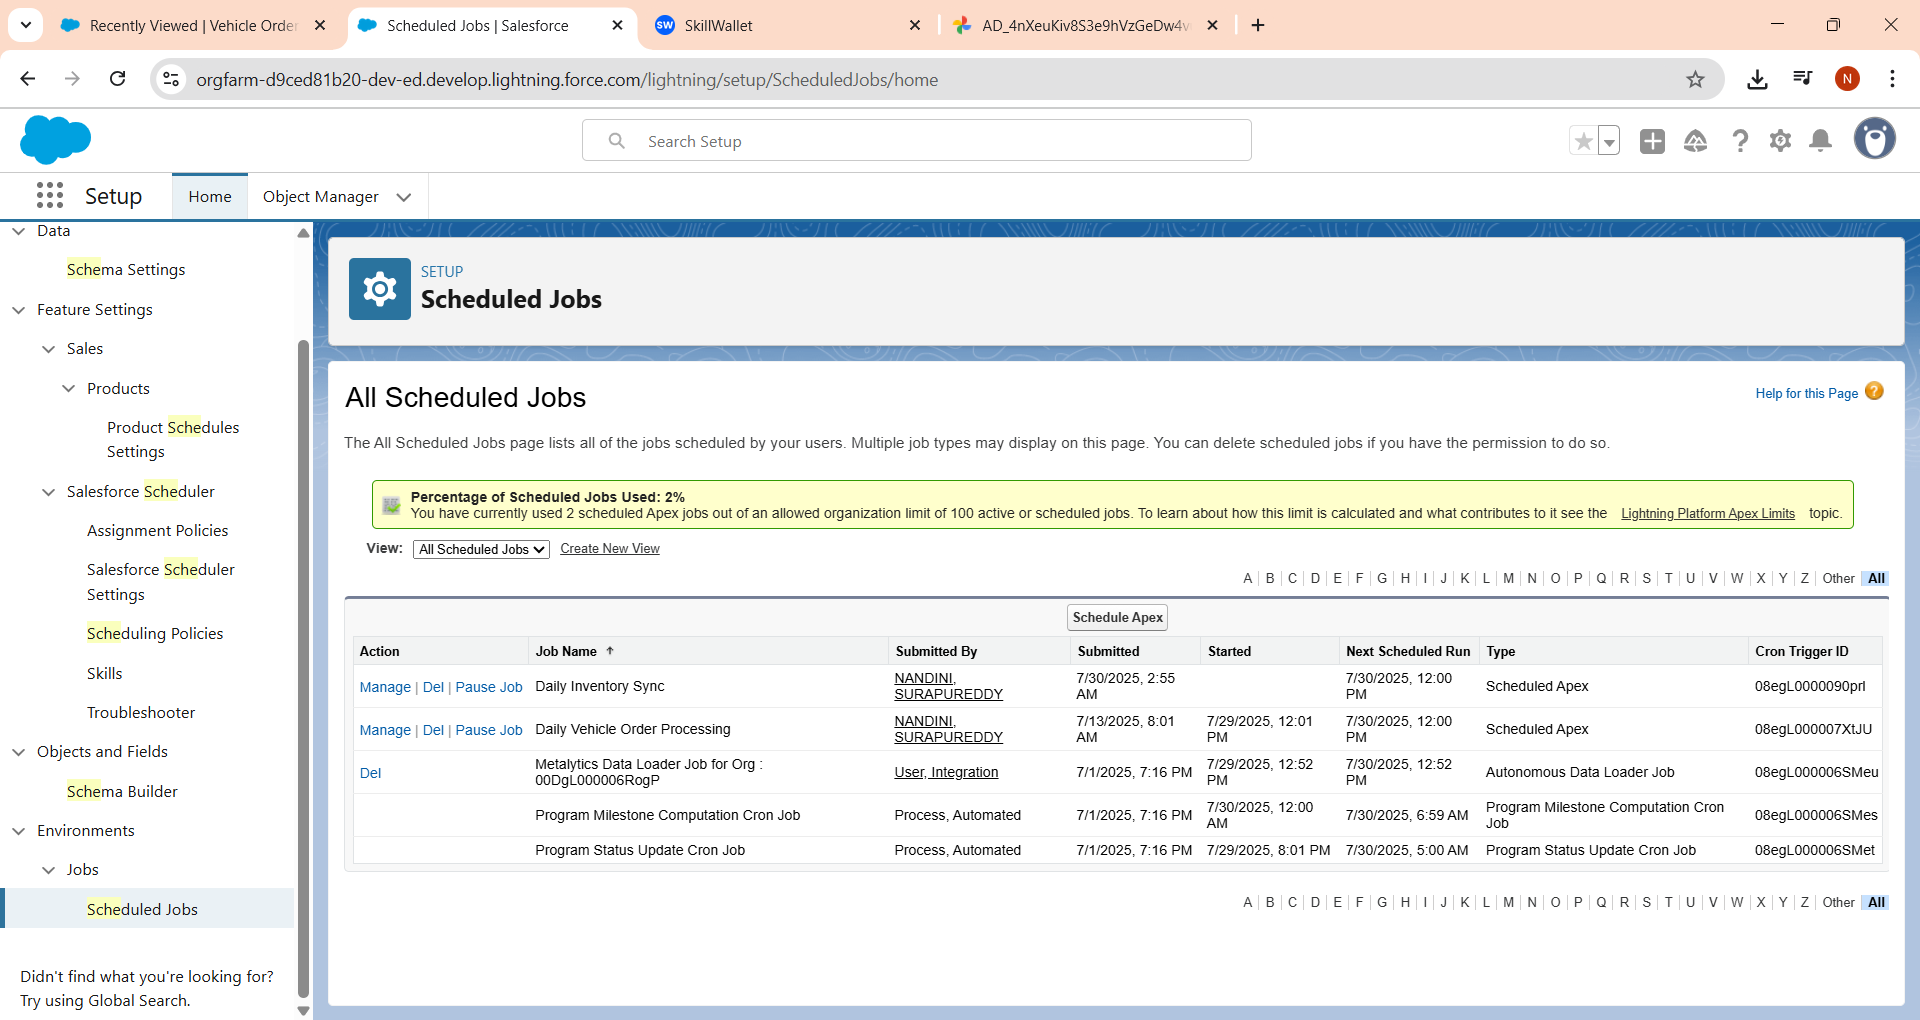 Recently Viewed | Vehicle Order
Scheduled Jobs | Salesforce
SW SkillWallet
AD_4nXeuKiv8S3e9hVzGeDw4v
orgfarm-d9ced81b20-dev-ed.develop.lightning.force.com/lightning/setup/ScheduledJobs/home
N
Search Setup
Setup
Home
Object Manager
Data
Schema Settings
Feature Settings
Sales
Products
Product Schedules
Settings
Salesforce Scheduler
Assignment Policies
Salesforce Scheduler
Settings
Scheduling Policies
Skills
Troubleshooter
Objects and Fields
Schema Builder
Environments
Jobs
Scheduled Jobs
Didn't find what you're looking for?
Try using Global Search.
SETUP
Scheduled Jobs
All Scheduled Jobs
Help for this Page ?
The All Scheduled Jobs page lists all of the jobs scheduled by your users. Multiple job types may display on this page. You can delete scheduled jobs if you have the permission to do so.
Percentage of Scheduled Jobs Used: 2%
You have currently used 2 scheduled Apex jobs out of an allowed organization limit of 100 active or scheduled jobs. To learn about how this limit is calculated and what contributes to it see the Lightning Platform Apex Limits topic.
View: All Scheduled Jobs Create New View
A | B | C | D | E | F | G | H | I | J | K | L | M | N | O | P | Q | R | S | T | U | V | W | X | Y | Z | Other All
Schedule Apex
Action Job Name ↑ Submitted By Submitted Started Next Scheduled Run Type Cron Trigger ID
Manage | Del | Pause Job Daily Inventory Sync NANDINI, SURAPUREDDY 7/30/2025, 2:55 AM 7/30/2025, 12:00 PM Scheduled Apex 08egL0000090prI
Manage | Del | Pause Job Daily Vehicle Order Processing NANDINI, SURAPUREDDY 7/13/2025, 8:01 AM 7/29/2025, 12:01 PM 7/30/2025, 12:00 PM Scheduled Apex 08egL000007XtJU
Del Metalytics Data Loader Job for Org : 00DgL000006RogP User, Integration 7/1/2025, 7:16 PM 7/29/2025, 12:52 PM 7/30/2025, 12:52 PM Autonomous Data Loader Job 08egL000006SMeu
Program Milestone Computation Cron Job Process, Automated 7/1/2025, 7:16 PM 7/30/2025, 12:00 AM 7/30/2025, 6:59 AM Program Milestone Computation Cron Job 08egL000006SMes
Program Status Update Cron Job Process, Automated 7/1/2025, 7:16 PM 7/29/2025, 8:01 PM 7/30/2025, 5:00 AM Program Status Update Cron Job 08egL000006SMet
A | B | C | D | E | F | G | H | I | J | K | L | M | N | O | P | Q | R | S | T | U | V | W | X | Y | Z | Other All